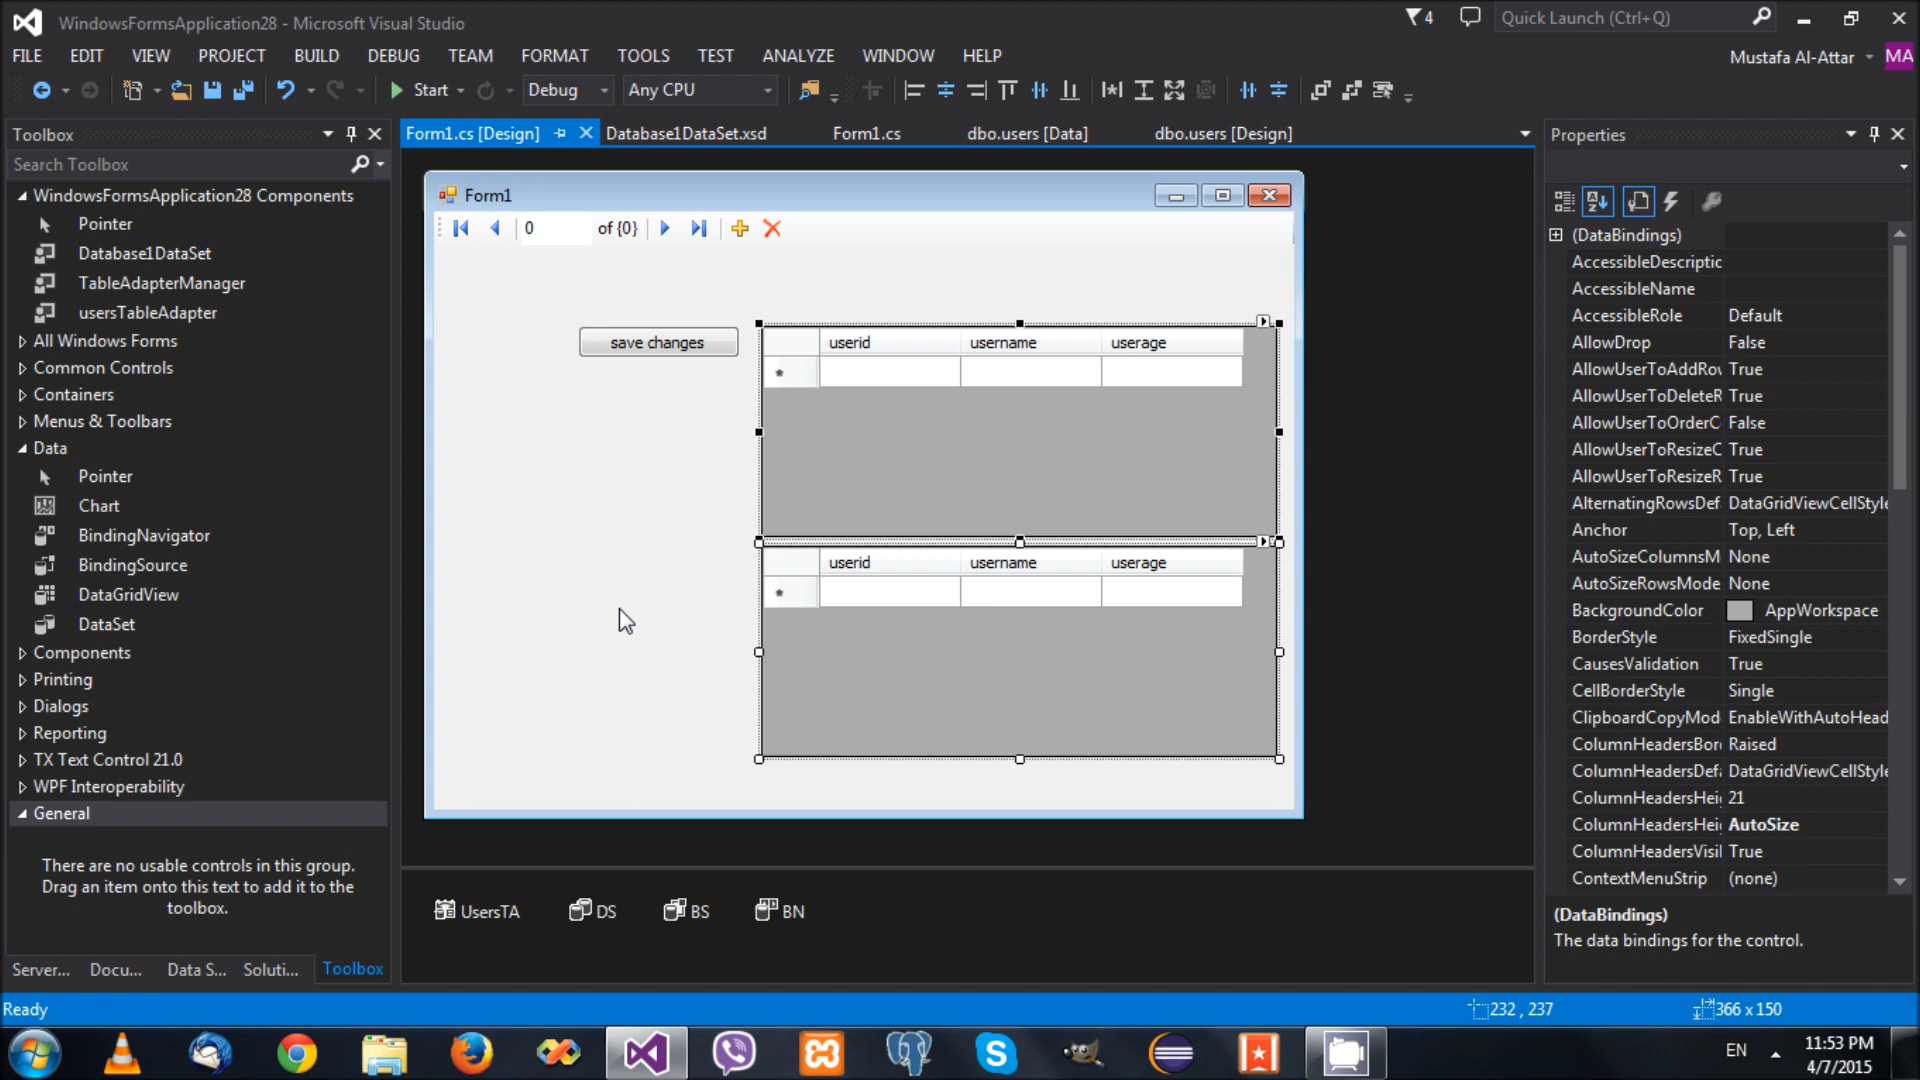 WindowsFormsApplication28 - Microsoft Visual Studio
4
Quick Launch (Ctrl+Q)
FILE EDIT VIEW PROJECT BUILD DEBUG TEAM FORMAT TOOLS TEST ANALYZE WINDOW HELP
Mustafa Al-Attar MA
Start Debug Any CPU
Toolbox
Search Toolbox
WindowsFormsApplication28 Components
Pointer
Database1DataSet
TableAdapterManager
usersTableAdapter
All Windows Forms
Common Controls
Containers
Menus & Toolbars
Data
Pointer
Chart
BindingNavigator
BindingSource
DataGridView
DataSet
Components
Printing
Dialogs
Reporting
TX Text Control 21.0
WPF Interoperability
General
There are no usable controls in this group.
Drag an item onto this text to add it to the
toolbox.
Server... Docu... Data S... Soluti... Toolbox
Form1.cs [Design] Database1DataSet.xsd Form1.cs dbo.users [Data] dbo.users [Design]
Form1
0 of {0}
save changes
userid username userage
*
userid username userage
*
UsersTA DS BS BN
Properties
(DataBindings)
AccessibleDescriptic
AccessibleName
AccessibleRole Default
AllowDrop False
AllowUserToAddRov True
AllowUserToDeleteR True
AllowUserToOrderC False
AllowUserToResizeC True
AllowUserToResizeR True
AlternatingRowsDef DataGridViewCellStyle
Anchor Top, Left
AutoSizeColumnsM None
AutoSizeRowsMode None
BackgroundColor AppWorkspace
BorderStyle FixedSingle
CausesValidation True
CellBorderStyle Single
ClipboardCopyMod EnableWithAutoHead
ColumnHeadersBor Raised
ColumnHeadersDefa DataGridViewCellStyle
ColumnHeadersHei 21
ColumnHeadersHei AutoSize
ColumnHeadersVisil True
ContextMenuStrip (none)
(DataBindings)
The data bindings for the control.
Ready
232 , 237
366 x 150
EN
11:53 PM
4/7/2015